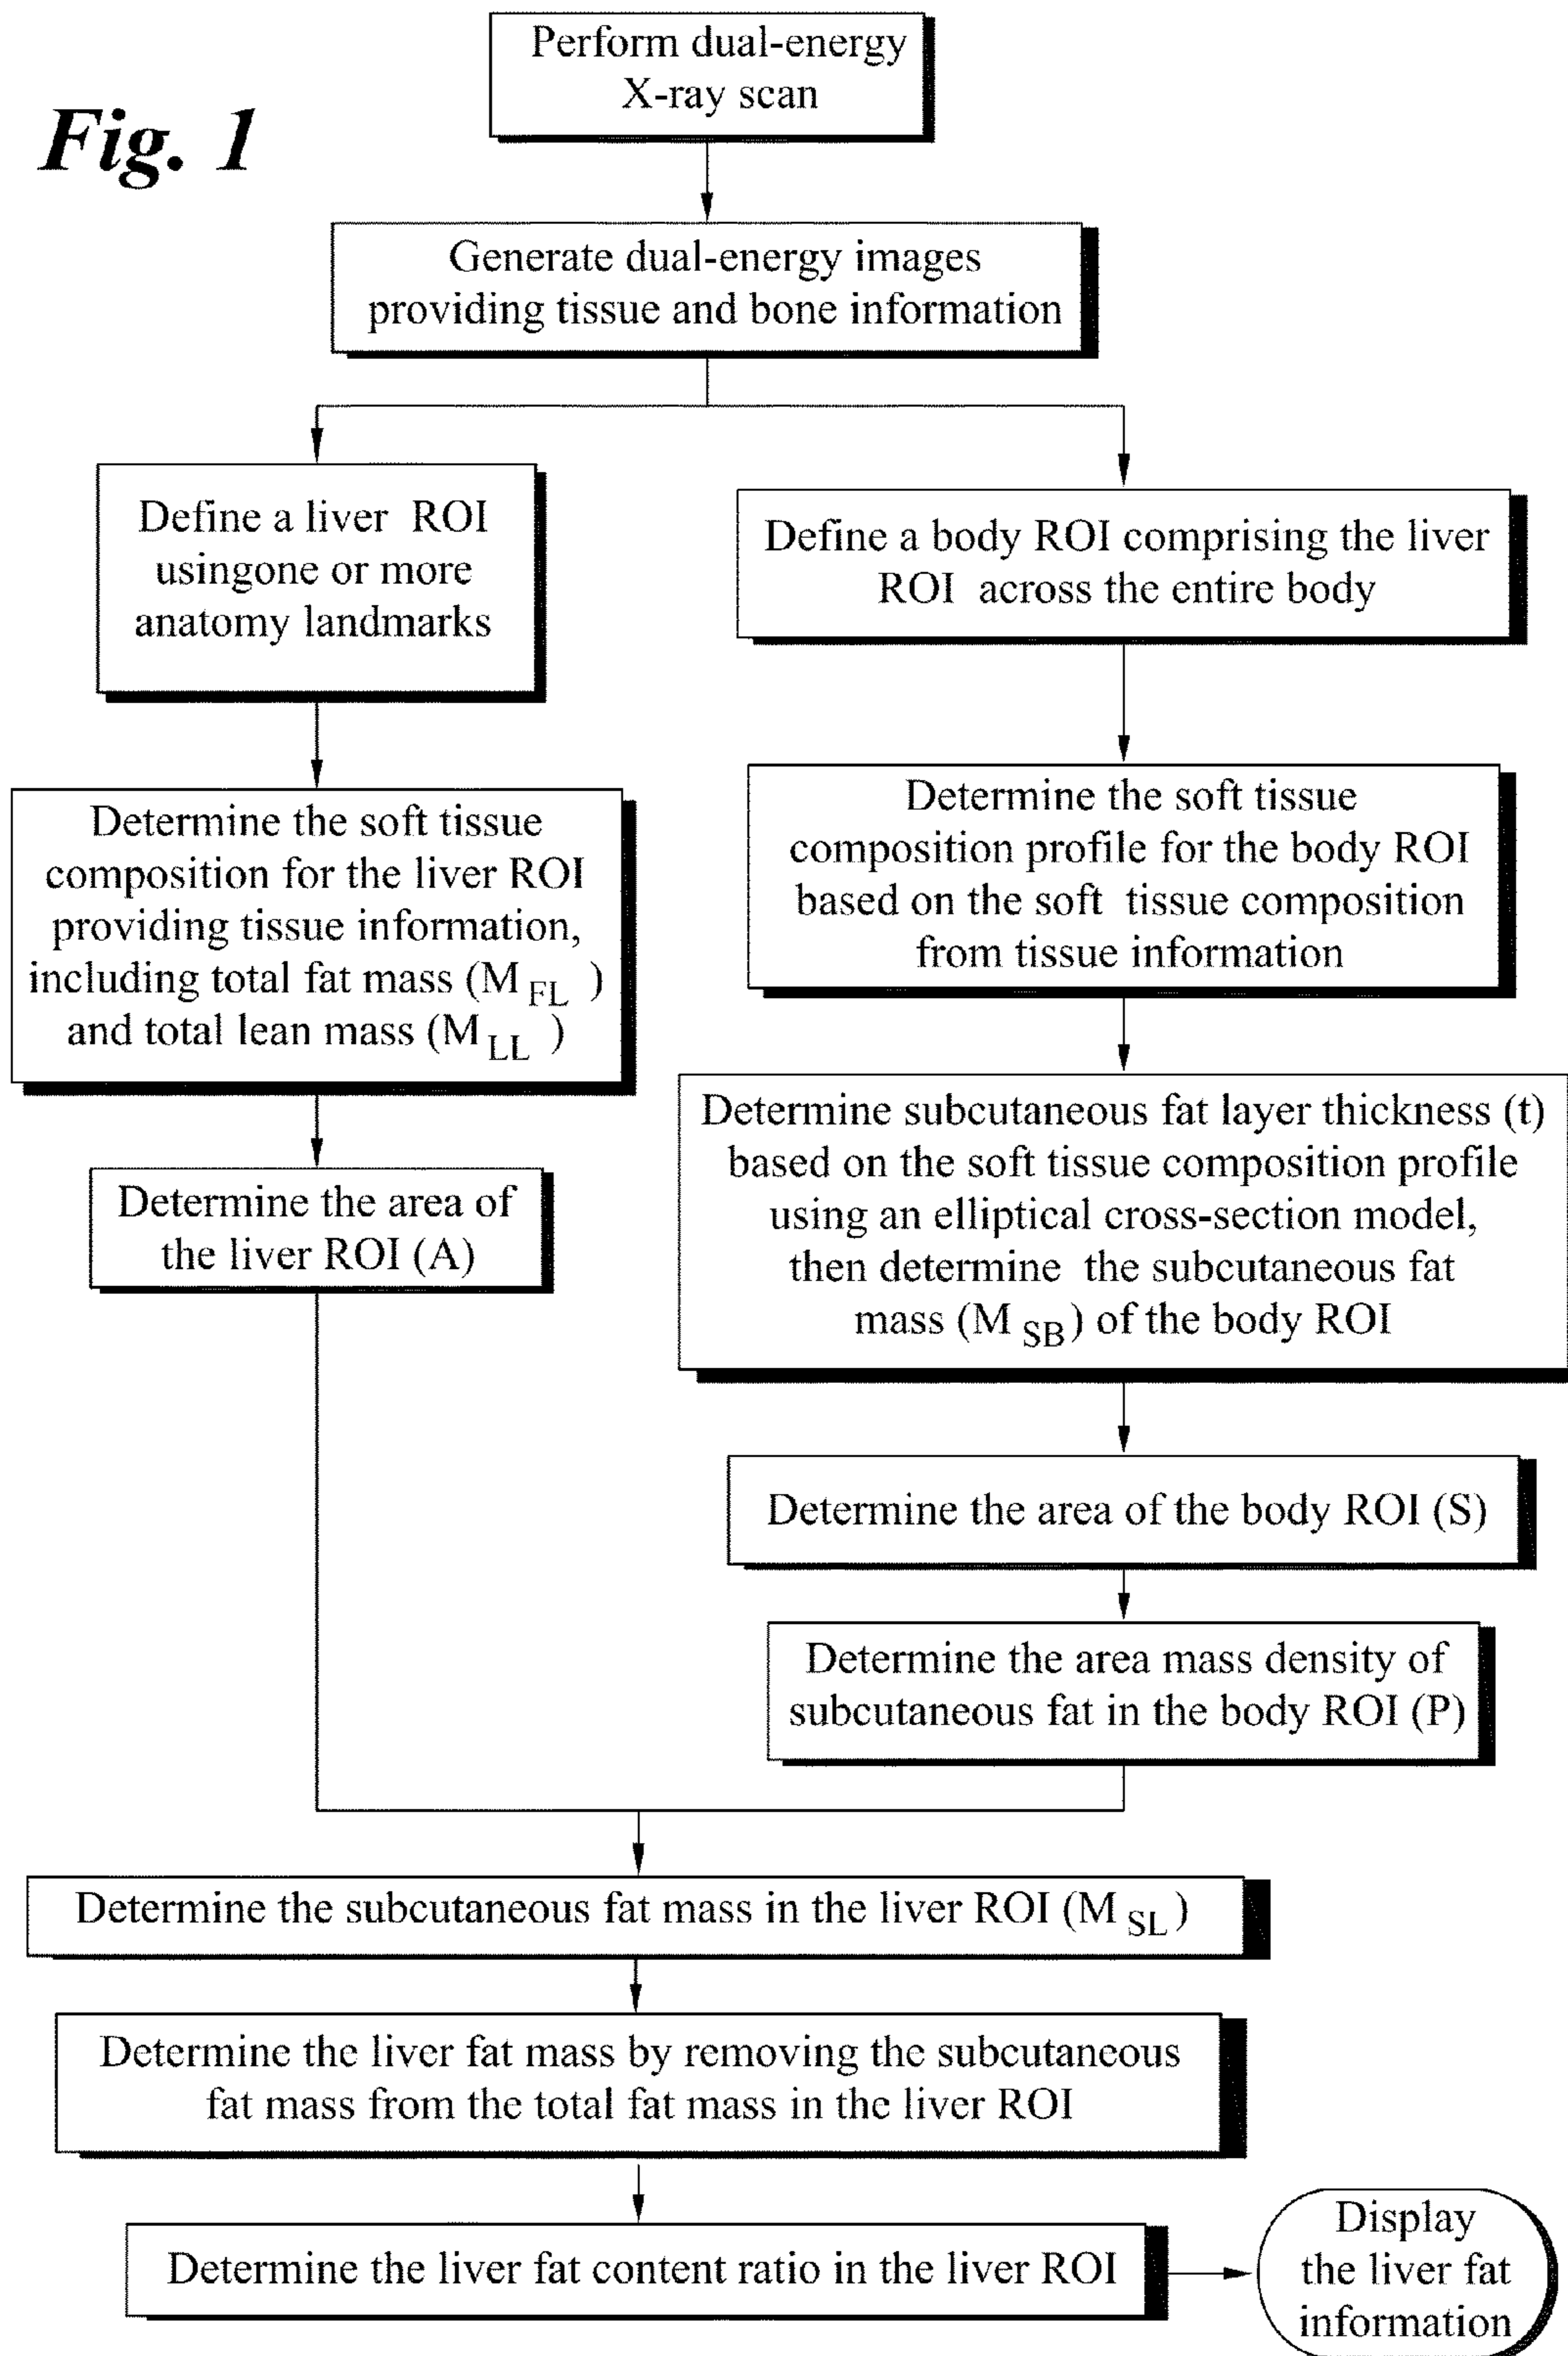 Fig. 1
Perform dual-energy
X-ray scan
Generate dual-energy images
providing tissue and bone information
Define a liver ROI
usingone or more
anatomy landmarks
Determine the soft tissue
composition for the liver ROI
providing tissue information,
including total fat mass (M FL )
and total lean mass (M LL )
Determine the area of
the liver ROI (A)
Define a body ROI comprising the liver
ROI across the entire body
Determine the soft tissue
composition profile for the body ROI
based on the soft tissue composition
from tissue information
Determine subcutaneous fat layer thickness (t)
based on the soft tissue composition profile
using an elliptical cross-section model,
then determine the subcutaneous fat
mass (M SB) of the body ROI
Determine the area of the body ROI (S)
Determine the area mass density of
subcutaneous fat in the body ROI (P)
Determine the subcutaneous fat mass in the liver ROI (M SL)
Determine the liver fat mass by removing the subcutaneous
fat mass from the total fat mass in the liver ROI
Determine the liver fat content ratio in the liver ROI
Display
the liver fat
information